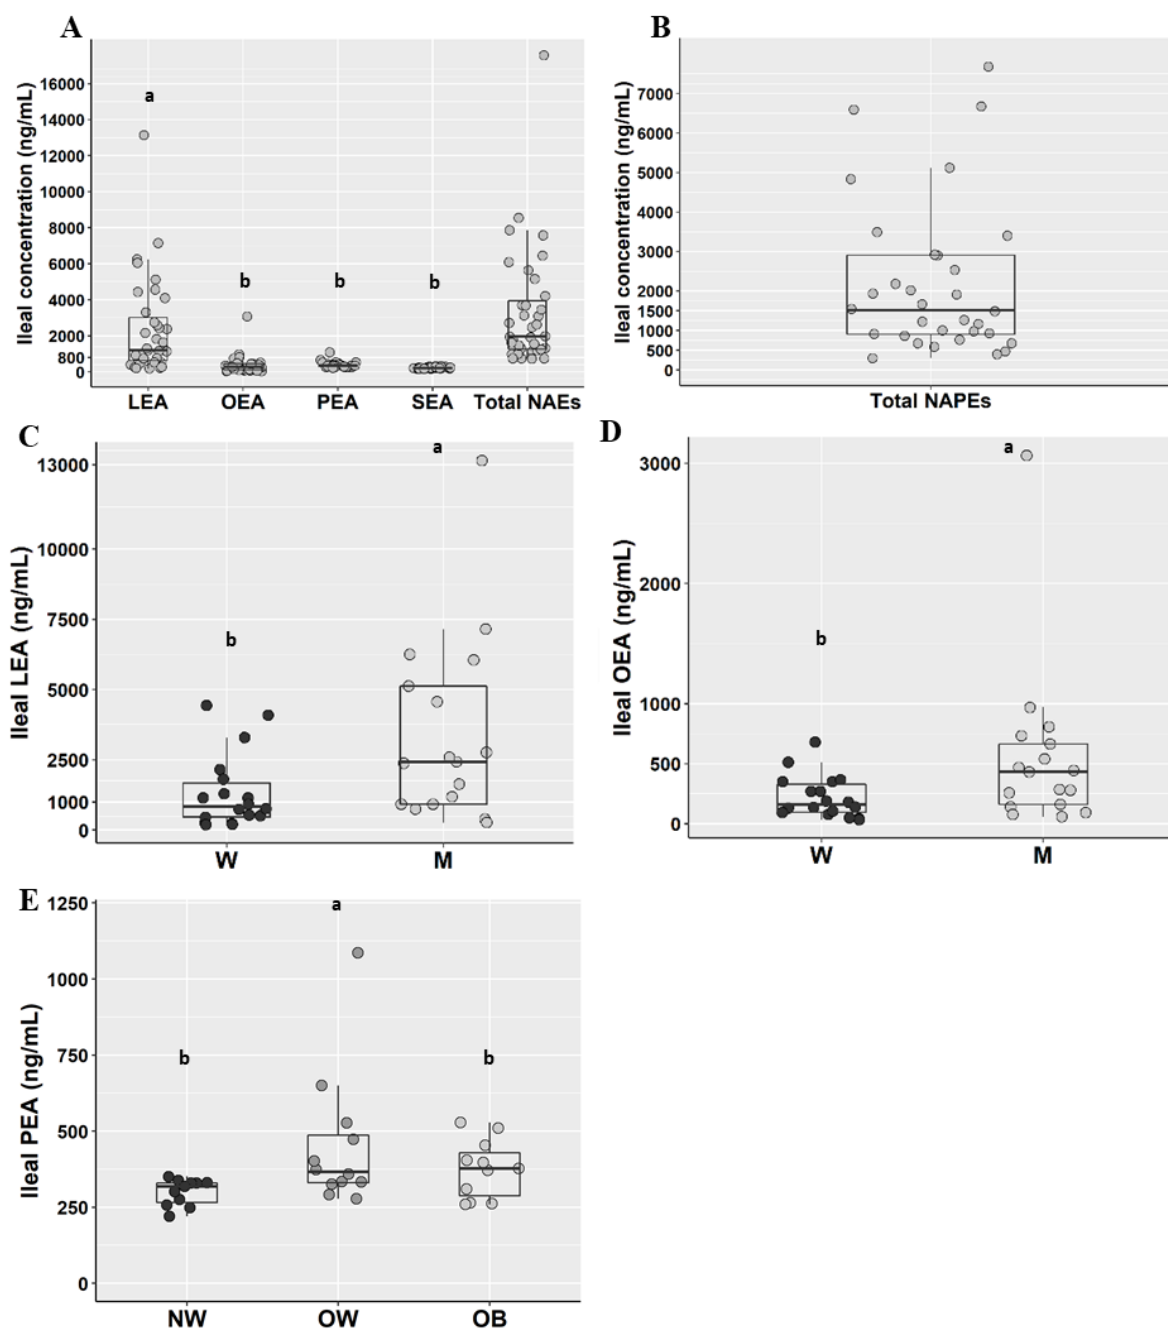 A
Ileal concentration (ng/mL)
16000
14000
12000
10000
8000
6000
4000
2000
800
0
a
b
b
b
LEA OEA PEA SEA Total NAEs
B
Ileal concentration (ng/mL)
7000
6000
5000
4000
3000
2000
1500
1000
500
0
Total NAPEs
C
Ileal LEA (ng/mL)
13000
10000
7500
5000
2500
1000
0
b
a
W M
D
Ileal OEA (ng/mL)
3000
2000
1000
500
0
b
a
W M
E
Ileal PEA (ng/mL)
1250
1000
750
500
250
0
b
a
b
NW OW OB